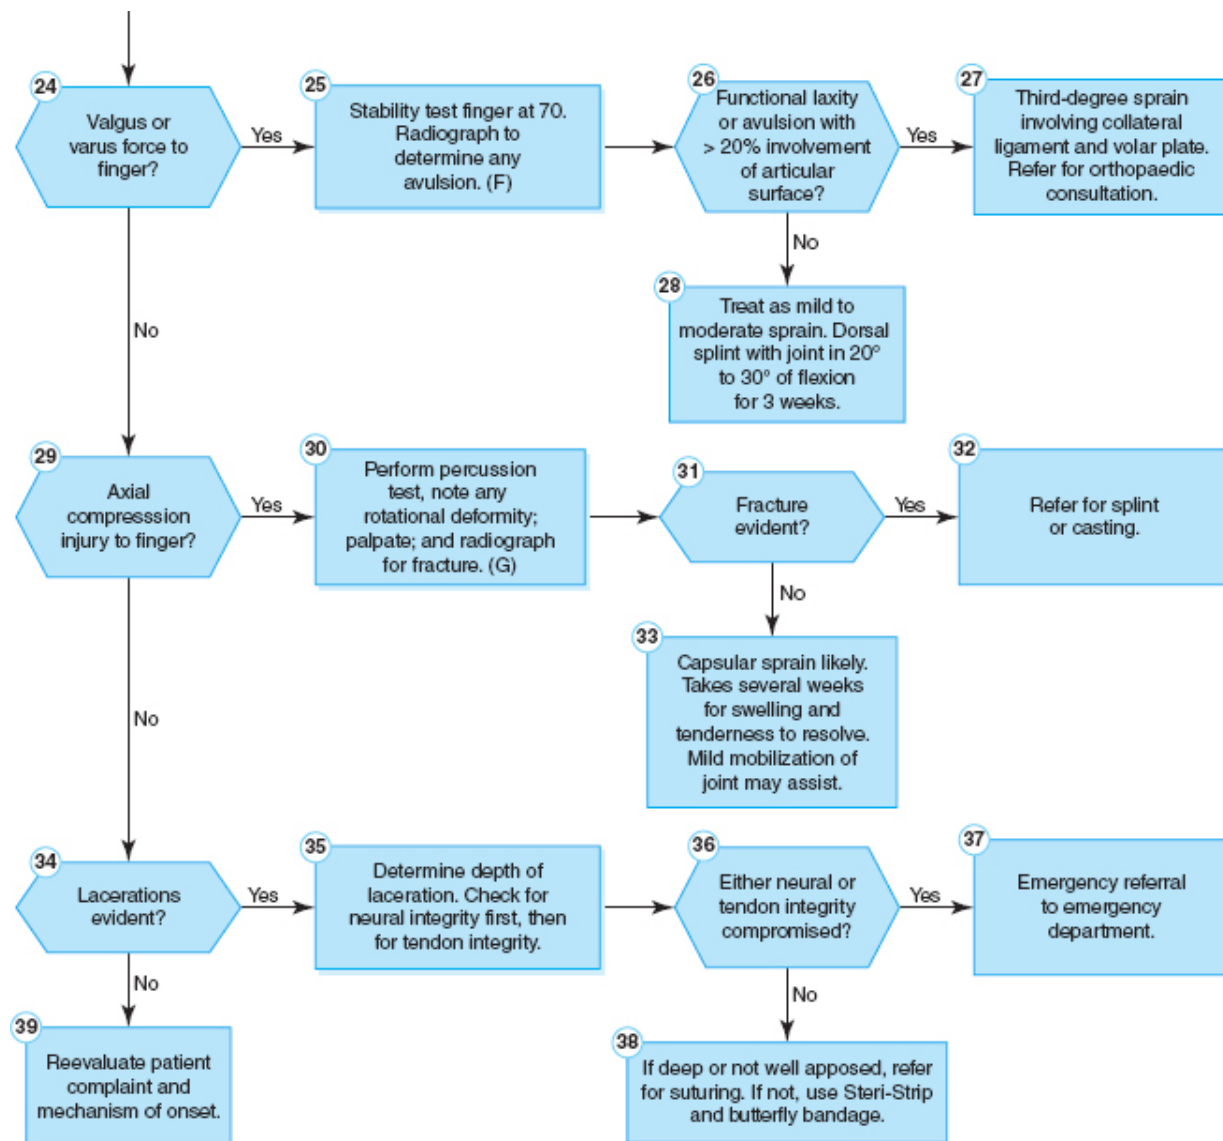 24
Valgus or
varus force to
finger?
Yes
25
Stability test finger at 70.
Radiograph to
determine any
avulsion. (F)
26
Functional laxity
or avulsion with
> 20% involvement
of articular
surface?
Yes
27
Third-degree sprain
involving collateral
ligament and volar plate.
Refer for orthopaedic
consultation.
No
28
Treat as mild to
moderate sprain. Dorsal
splint with joint in 20°
to 30° of flexion
for 3 weeks.
No
29
Axial
compresssion
injury to finger?
Yes
30
Perform percussion
test, note any
rotational deformity;
palpate; and radiograph
for fracture. (G)
31
Fracture
evident?
Yes
32
Refer for splint
or casting.
No
33
Capsular sprain likely.
Takes several weeks
for swelling and
tenderness to resolve.
Mild mobilization of
joint may assist.
No
34
Lacerations
evident?
Yes
35
Determine depth of
laceration. Check for
neural integrity first, then
for tendon integrity.
36
Either neural or
tendon integrity
compromised?
Yes
37
Emergency referral
to emergency
department.
No
38
If deep or not well apposed, refer
for suturing. If not, use Steri-Strip
and butterfly bandage.
No
39
Reevaluate patient
complaint and
mechanism of onset.